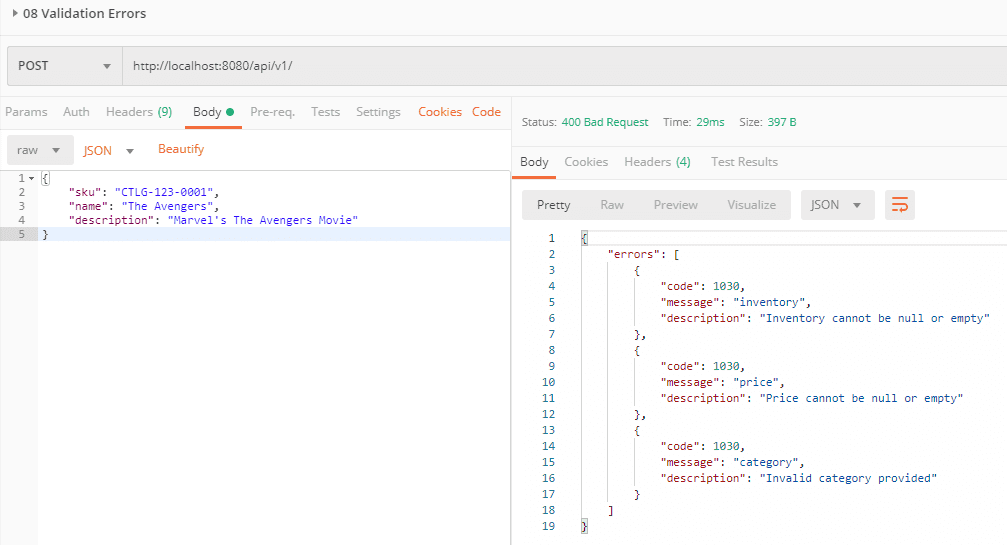 08 Validation Errors
POST http://localhost:8080/api/v1/
Params Auth Headers (9) Body Pre-req. Tests Settings Cookies Code
raw JSON Beautify
1 {
2 "sku": "CTLG-123-0001",
3 "name": "The Avengers",
4 "description": "Marvel's The Avengers Movie"
5 }
Status: 400 Bad Request Time: 29ms Size: 397 B
Body Cookies Headers (4) Test Results
Pretty Raw Preview Visualize JSON
1 {
2 "errors": [
3 {
4 "code": 1030,
5 "message": "inventory",
6 "description": "Inventory cannot be null or empty"
7 },
8 {
9 "code": 1030,
10 "message": "price",
11 "description": "Price cannot be null or empty"
12 },
13 {
14 "code": 1030,
15 "message": "category",
16 "description": "Invalid category provided"
17 }
18 ]
19 }